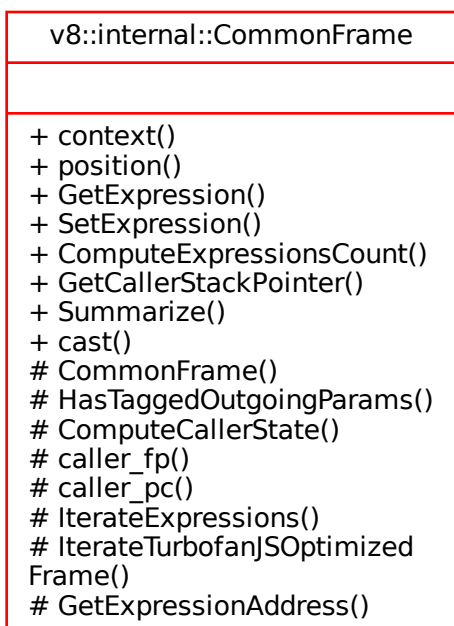 v8::internal::CommonFrame
+ context()
+ position()
+ GetExpression()
+ SetExpression()
+ ComputeExpressionsCount()
+ GetCallerStackPointer()
+ Summarize()
+ cast()
# CommonFrame()
# HasTaggedOutgoingParams()
# ComputeCallerState()
# caller_fp()
# caller_pc()
# IterateExpressions()
# IterateTurbofanJSOptimized
Frame()
# GetExpressionAddress()